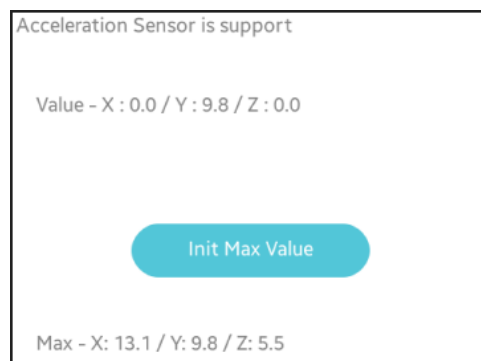 Acceleration Sensor is support
Value - X : 0.0 / Y : 9.8 / Z : 0.0
Init Max Value
Max - X: 13.1 / Y: 9.8 / Z: 5.5